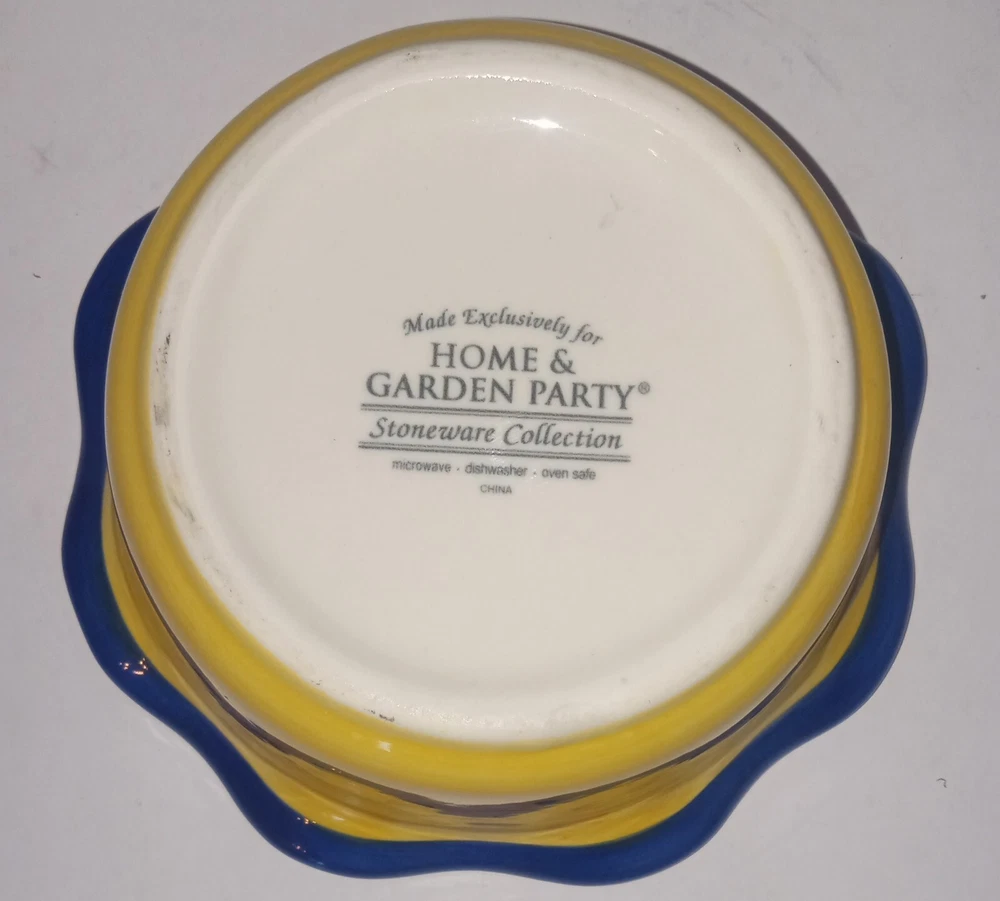 Made Exclusively for
HOME &
GARDEN PARTY®
Stoneware Collection
microwave · dishwasher · oven safe
CHINA